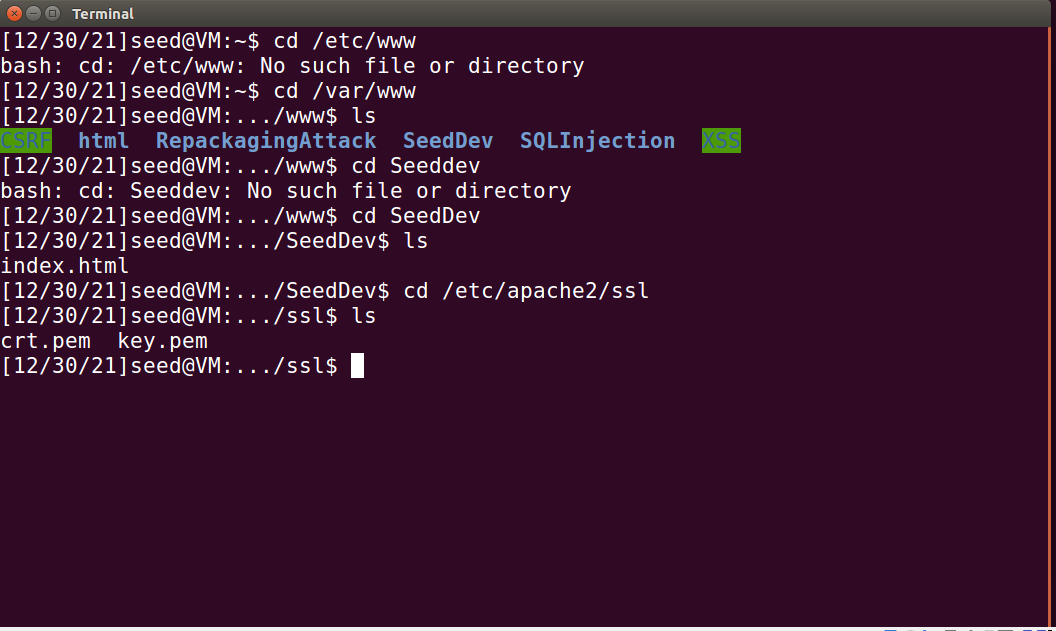 Terminal
[12/30/21]seed@VM:~$ cd /etc/www
bash: cd: /etc/www: No such file or directory
[12/30/21]seed@VM:~$ cd /var/www
[12/30/21]seed@VM:.../www$ ls
CSRF  html  RepackagingAttack  SeedDev  SQLInjection  XSS
[12/30/21]seed@VM:.../www$ cd Seeddev
bash: cd: Seeddev: No such file or directory
[12/30/21]seed@VM:.../www$ cd SeedDev
[12/30/21]seed@VM:.../SeedDev$ ls
index.html
[12/30/21]seed@VM:.../SeedDev$ cd /etc/apache2/ssl
[12/30/21]seed@VM:.../ssl$ ls
crt.pem  key.pem
[12/30/21]seed@VM:.../ssl$